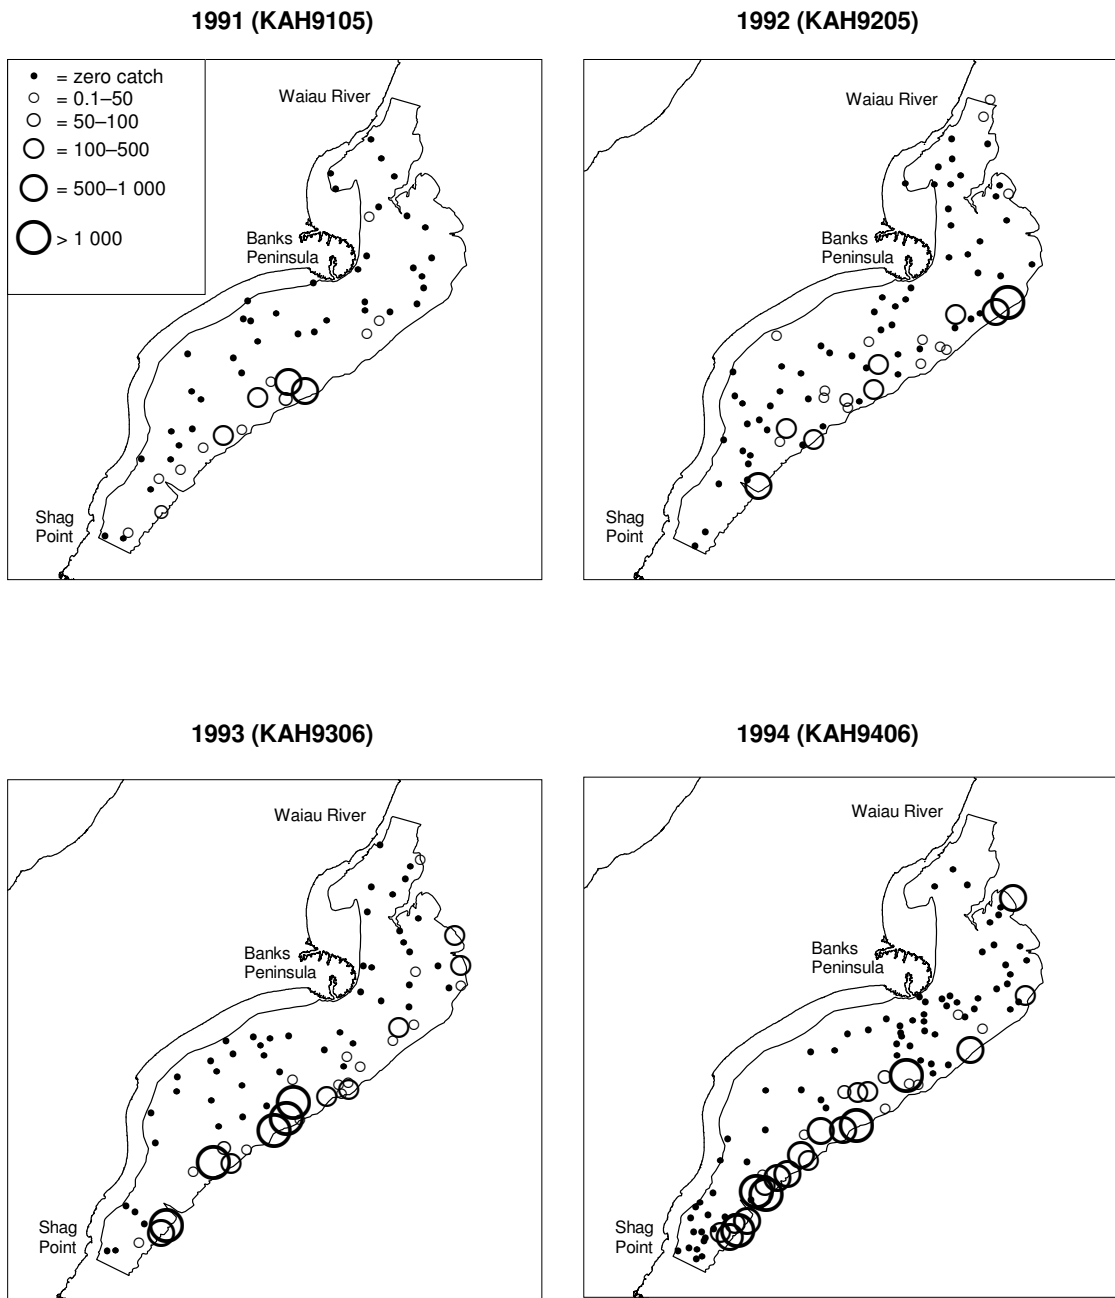 1991 (KAH9105)
1992 (KAH9205)
= zero catch
= 0.1–50
= 50–100
= 100–500
= 500–1 000
> 1 000
Waiau River
Banks
Peninsula
Shag
Point
Waiau River
Banks
Peninsula
Shag
Point
1993 (KAH9306)
1994 (KAH9406)
Waiau River
Banks
Peninsula
Shag
Point
Waiau River
Banks
Peninsula
Shag
Point